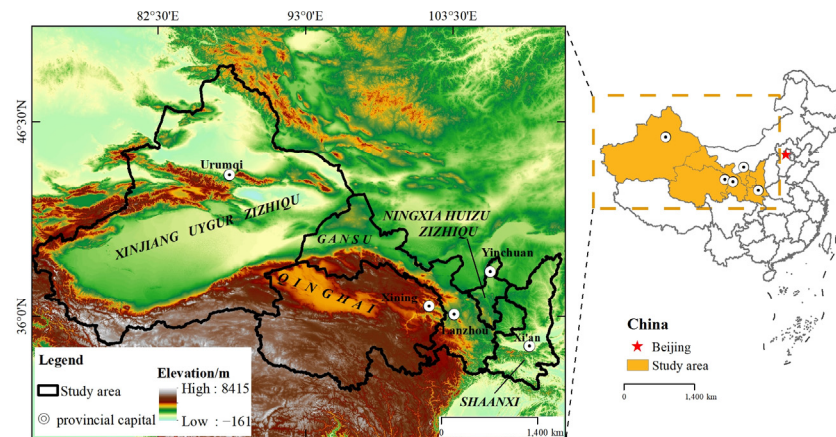 82°30'E 93°0'E 103°30'E
46°30'N
36°0'N
Urumqi
XINJIANG UYGUR ZIZHIQU
GANSU
NINGXIA HUIZU
ZIZHIQU
Yinchuan
QINGHAI
Xining
Lanzhou
Xi'an
SHAANXI
Legend
Study area
provincial capital
Elevation/m
High : 8415
Low : −161
0 1,400 km
China
Beijing
Study area
0 1,400 km